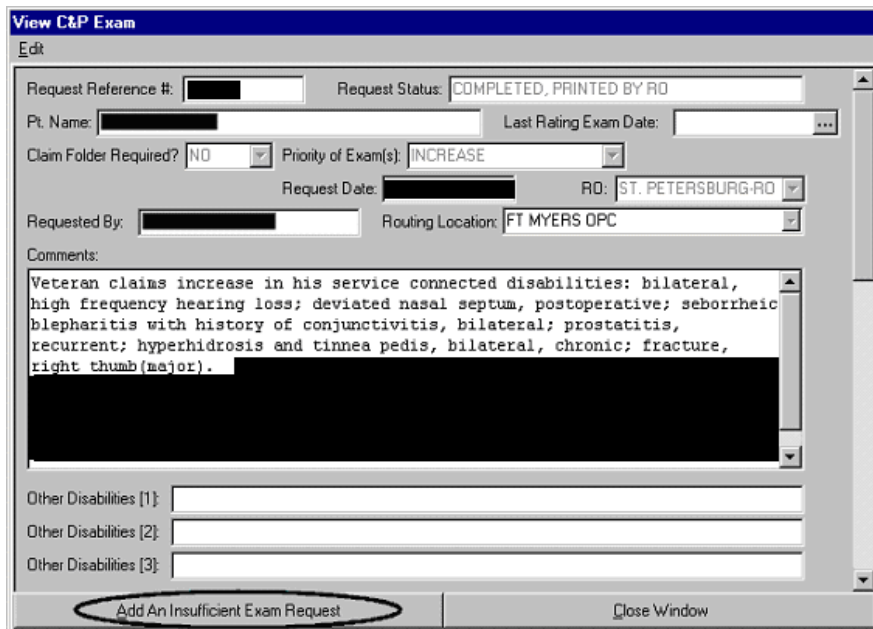 View C&P Exam
Edit
Request Reference #: Request Status: COMPLETED, PRINTED BY RO
Pt. Name: Last Rating Exam Date: ...
Claim Folder Required? NO Priority of Exam(s): INCREASE
Request Date: RO: ST. PETERSBURG-RO
Requested By: Routing Location: FT MYERS OPC
Comments:
Veteran claims increase in his service connected disabilities: bilateral,
high frequency hearing loss; deviated nasal septum, postoperative; seborrheic
blepharitis with history of conjunctivitis, bilateral; prostatitis,
recurrent; hyperhidrosis and tinnea pedis, bilateral, chronic; fracture,
right thumb(major).
Other Disabilities [1]:
Other Disabilities [2]:
Other Disabilities [3]:
Add An Insufficient Exam Request Close Window